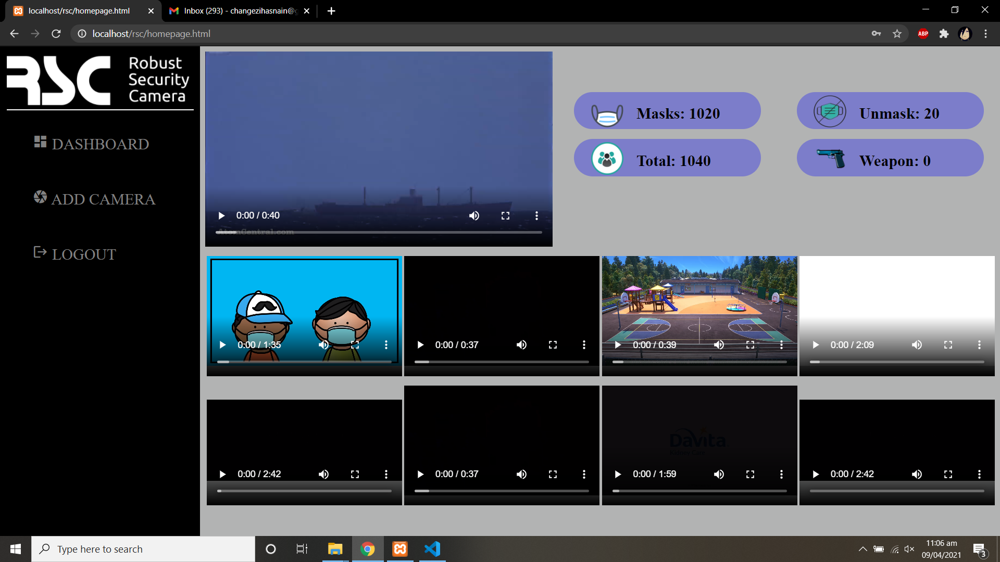 localhost/rsc/homepage.html
Inbox (293) - changezihasnain@g
localhost/rsc/homepage.html
ABP
RSC
Robust
Security
Camera
DASHBOARD
ADD CAMERA
LOGOUT
0:00 / 0:40
AtomCentral.com
Masks: 1020
Unmask: 20
Total: 1040
Weapon: 0
0:00 / 1:35
0:00 / 0:37
0:00 / 0:39
0:00 / 2:09
0:00 / 2:42
0:00 / 0:37
DaVita
Kidney Care
0:00 / 1:59
0:00 / 2:42
Type here to search
11:06 am
09/04/2021
3